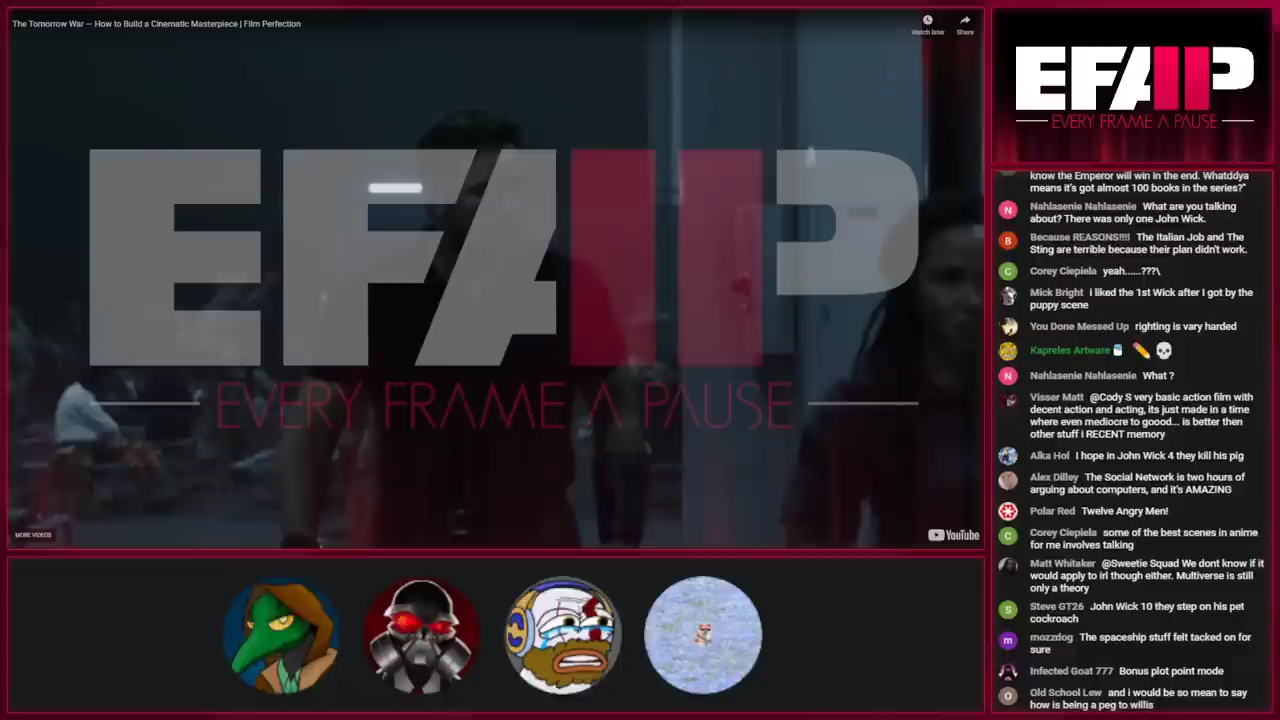 The Tomorrow War — How to Build a Cinematic Masterpiece | Film Perfection
Watch later
Share
EFAP
EVERY FRAME A PAUSE
MORE VIDEOS
YouTube
EFAP
EVERY FRAME A PAUSE
know the Emperor will win in the end. Whatddya
means it's got almost 100 books in the series?"
Nahlasenie Nahlasenie What are you talking
about? There was only one John Wick.
Because REASONS!!!! The Italian Job and The
Sting are terrible because their plan didn't work.
Corey Ciepiela yeah......???\
Mick Bright i liked the 1st Wick after I got by the
puppy scene
You Done Messed Up righting is vary harded
Kapreles Artware
Nahlasenie Nahlasenie What ?
Visser Matt @Cody S very basic action film with
decent action and acting, its just made in a time
where even mediocre to goood... is better then
other stuff i RECENT memory
Alka Hol I hope in John Wick 4 they kill his pig
Alex Dilley The Social Network is two hours of
arguing about computers, and it's AMAZING
Polar Red Twelve Angry Men!
Corey Ciepiela some of the best scenes in anime
for me involves talking
Matt Whitaker @Sweetie Squad We dont know if it
would apply to irl though either. Multiverse is still
only a theory
Steve GT26 John Wick 10 they step on his pet
cockroach
mozzdog The spaceship stuff felt tacked on for
sure
Infected Goat 777 Bonus plot point mode
Old School Lew and i would be so mean to say
how is being a peg to willis